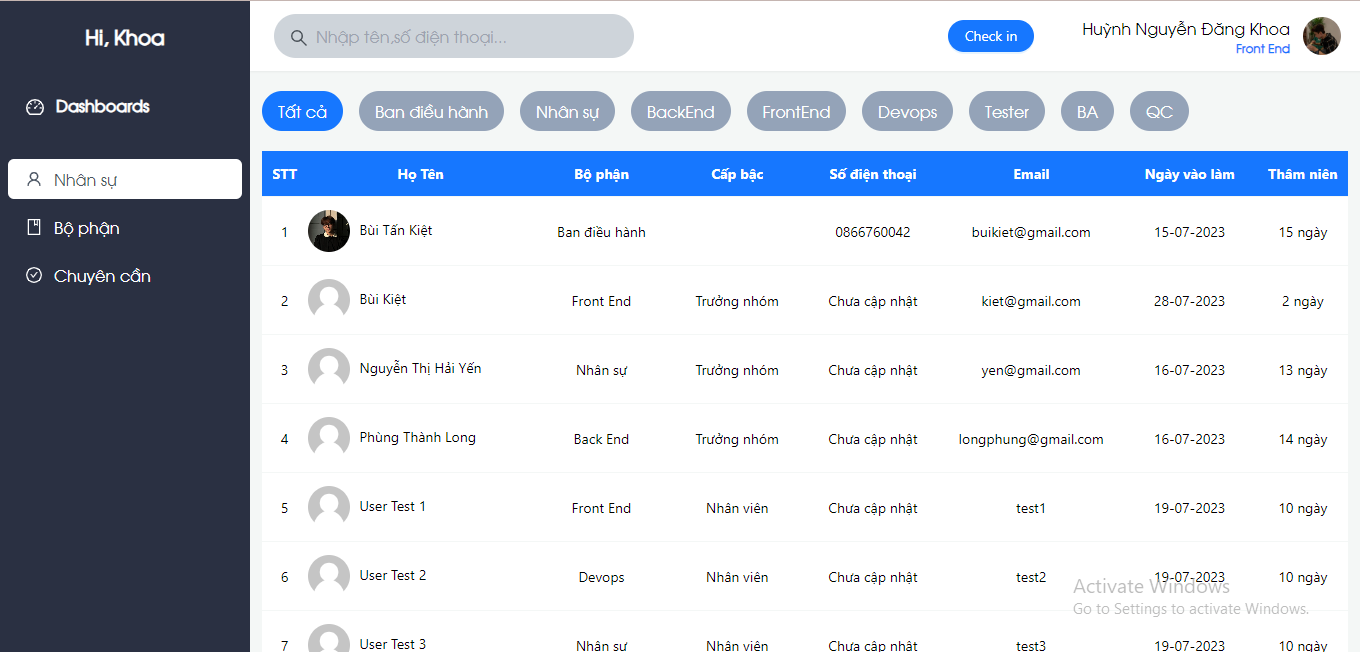 Hi, Khoa
Dashboards
Nhân sự
Bộ phận
Chuyên cần
Nhập tên,số điện thoại...
Check in
Huỳnh Nguyễn Đăng Khoa
Front End
Tất cả Ban điều hành Nhân sự BackEnd FrontEnd Devops Tester BA QC
STT Họ Tên Bộ phận Cấp bậc Số điện thoại Email Ngày vào làm Thâm niên
1 Bùi Tấn Kiệt Ban điều hành 0866760042 buikiet@gmail.com 15-07-2023 15 ngày
2 Bùi Kiệt Front End Trưởng nhóm Chưa cập nhật kiet@gmail.com 28-07-2023 2 ngày
3 Nguyễn Thị Hải Yến Nhân sự Trưởng nhóm Chưa cập nhật yen@gmail.com 16-07-2023 13 ngày
4 Phùng Thành Long Back End Trưởng nhóm Chưa cập nhật longphung@gmail.com 16-07-2023 14 ngày
5 User Test 1 Front End Nhân viên Chưa cập nhật test1 19-07-2023 10 ngày
6 User Test 2 Devops Nhân viên Chưa cập nhật test2 19-07-2023 10 ngày
7 User Test 3 Nhân sự Nhân viên Chưa cập nhật test3 19-07-2023 10 ngày
Activate Windows
Go to Settings to activate Windows.